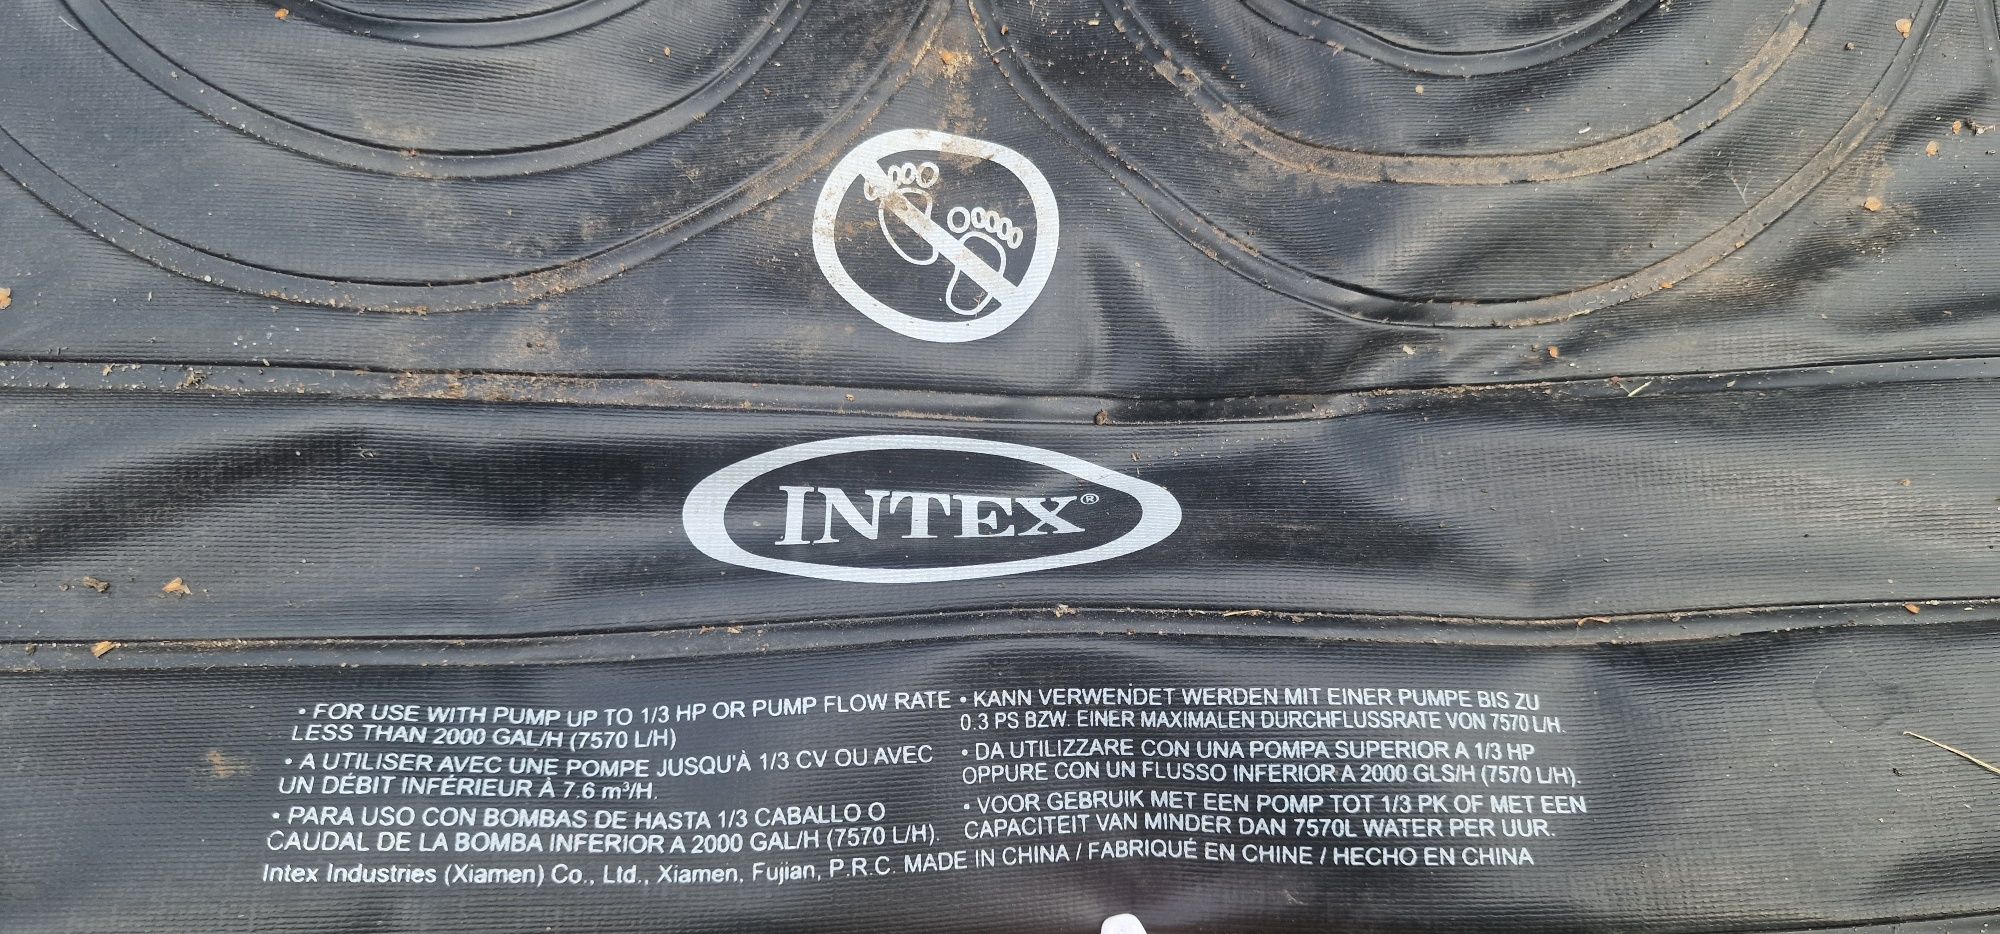 INTEX®
• FOR USE WITH PUMP UP TO 1/3 HP OR PUMP FLOW RATE
LESS THAN 2000 GAL/H (7570 L/H)
• A UTILISER AVEC UNE POMPE JUSQU'À 1/3 CV OU AVEC
UN DÉBIT INFÉRIEUR À 7.6 m³/H.
• PARA USO CON BOMBAS DE HASTA 1/3 CABALLO O
CAUDAL DE LA BOMBA INFERIOR A 2000 GAL/H (7570 L/H).
• KANN VERWENDET WERDEN MIT EINER PUMPE BIS ZU
0.3 PS BZW. EINER MAXIMALEN DURCHFLUSSRATE VON 7570 L/H.
• DA UTILIZZARE CON UNA POMPA SUPERIOR A 1/3 HP
OPPURE CON UN FLUSSO INFERIOR A 2000 GLS/H (7570 L/H).
• VOOR GEBRUIK MET EEN POMP TOT 1/3 PK OF MET EEN
CAPACITEIT VAN MINDER DAN 7570L WATER PER UUR.
Intex Industries (Xiamen) Co., Ltd., Xiamen, Fujian, P.R.C. MADE IN CHINA / FABRIQUÉ EN CHINE / HECHO EN CHINA